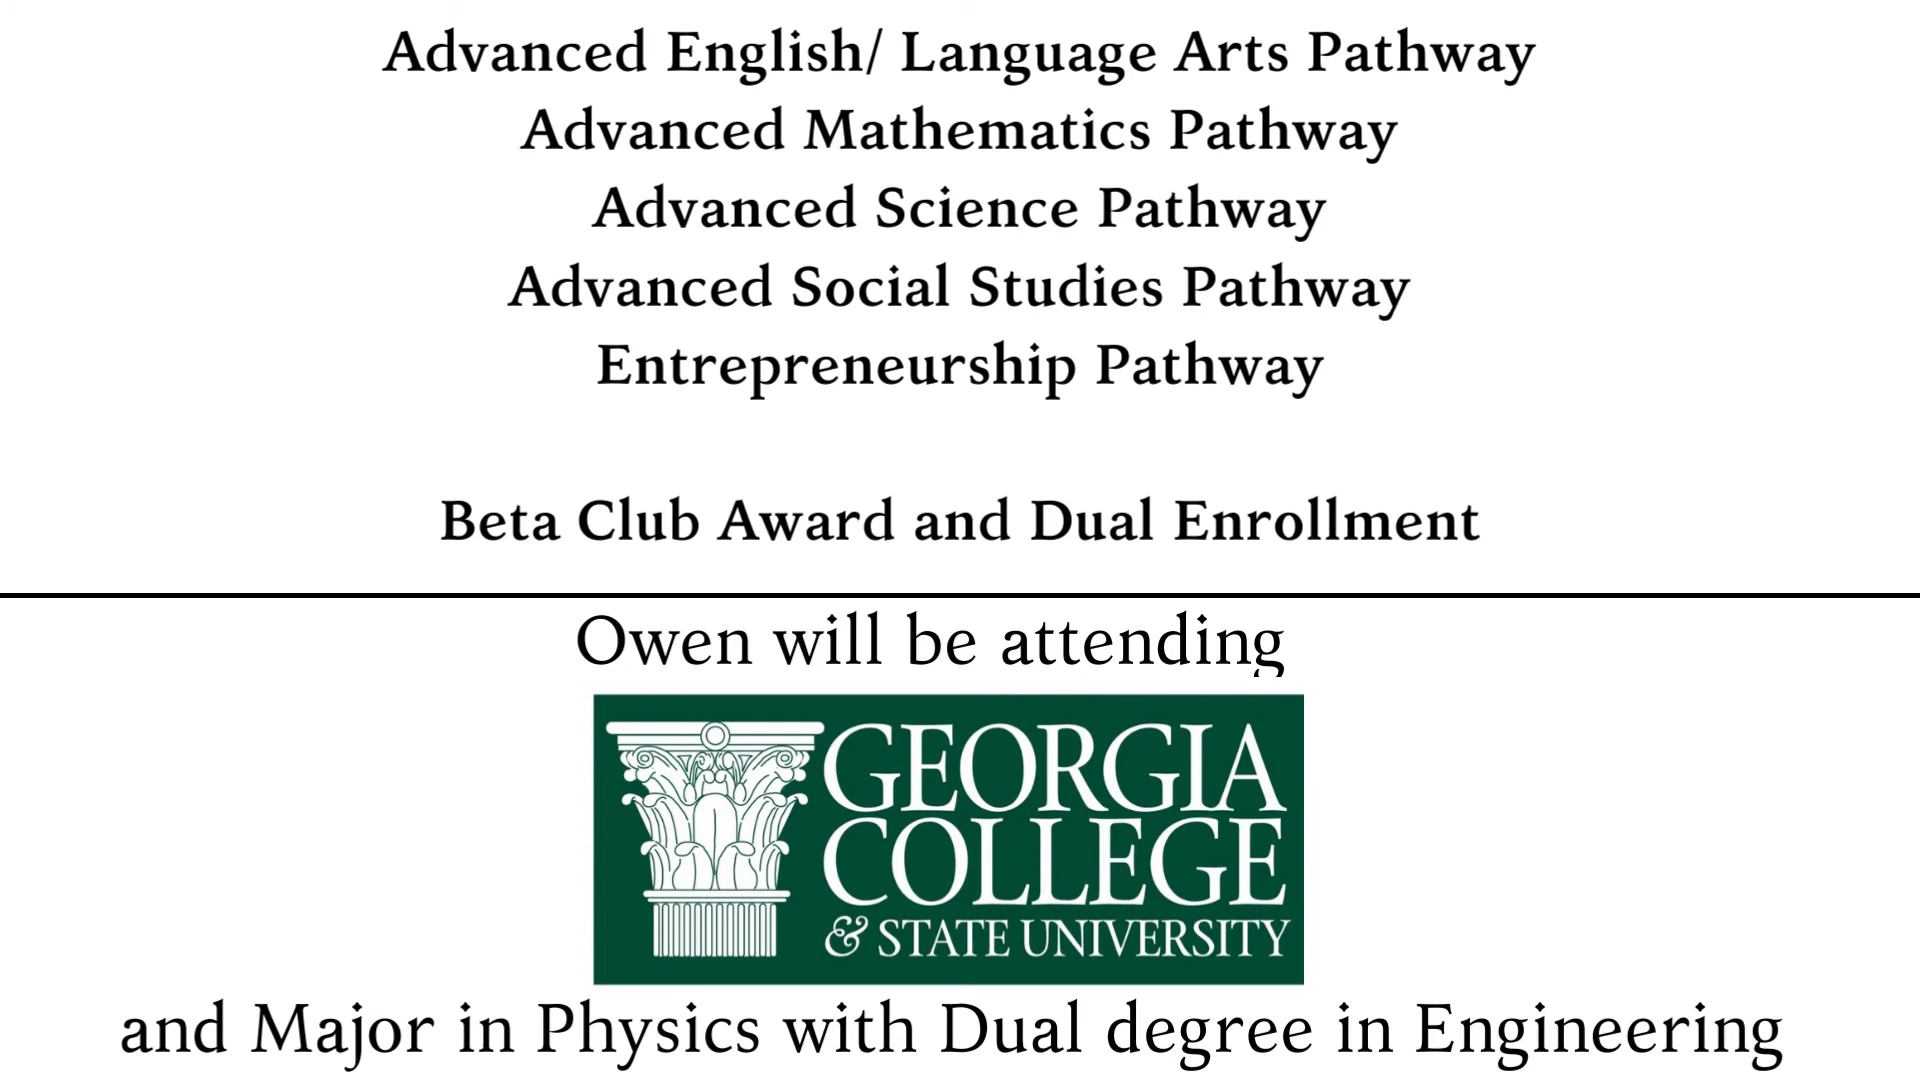 Advanced English/ Language Arts Pathway
Advanced Mathematics Pathway
Advanced Science Pathway
Advanced Social Studies Pathway
Entrepreneurship Pathway
Beta Club Award and Dual Enrollment
Owen will be attending
GEORGIA
COLLEGE
& STATE UNIVERSITY
and Major in Physics with Dual degree in Engineering